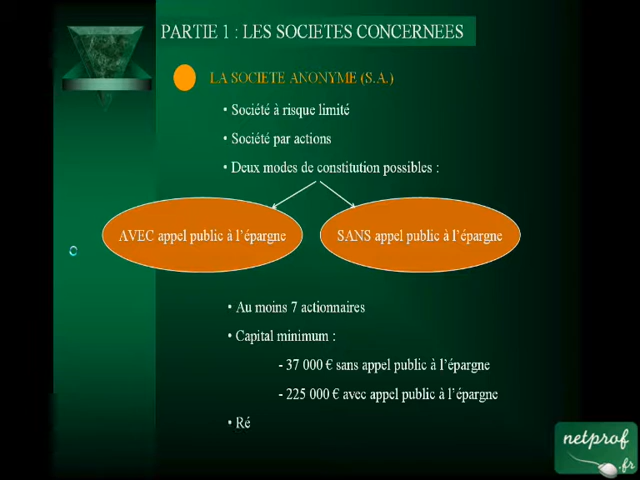 PARTIE 1 : LES SOCIETES CONCERNEES
LA SOCIETE ANONYME (S.A.)
• Société à risque limité
• Société par actions
• Deux modes de constitution possibles :
AVEC appel public à l'épargne
SANS appel public à l'épargne
• Au moins 7 actionnaires
• Capital minimum :
- 37 000 € sans appel public à l'épargne
- 225 000 € avec appel public à l'épargne
• Ré
netprof
.fr